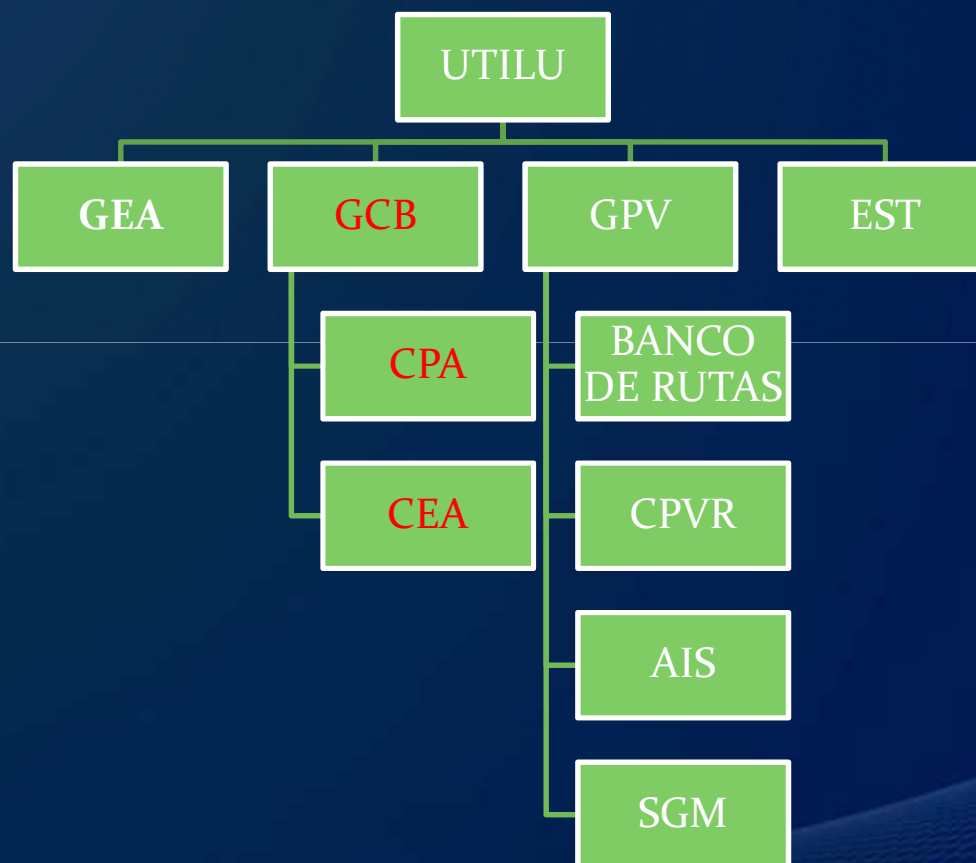 UTILU
GEA
GCB
GPV
EST
CPA
CEA
BANCO
DE RUTAS
CPVR
AIS
SGM